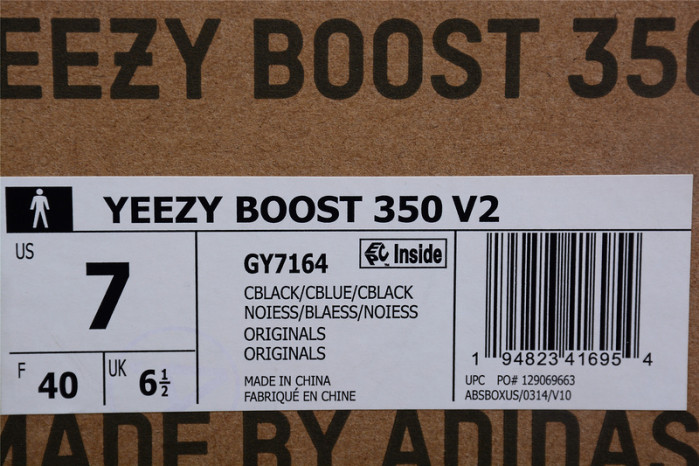 EEZY BOOST 350
YEEZY BOOST 350 V2
US
7
F 40
UK 6½
GY7164
Inside
CBLACK/CBLUE/CBLACK
NOIESS/BLAESS/NOIESS
ORIGINALS
ORIGINALS
MADE IN CHINA
FABRIQUÉ EN CHINE
1 94823 41695 4
UPC PO# 129069663
ABSBOXUS/0314/V10
MADE BY ADIDAS